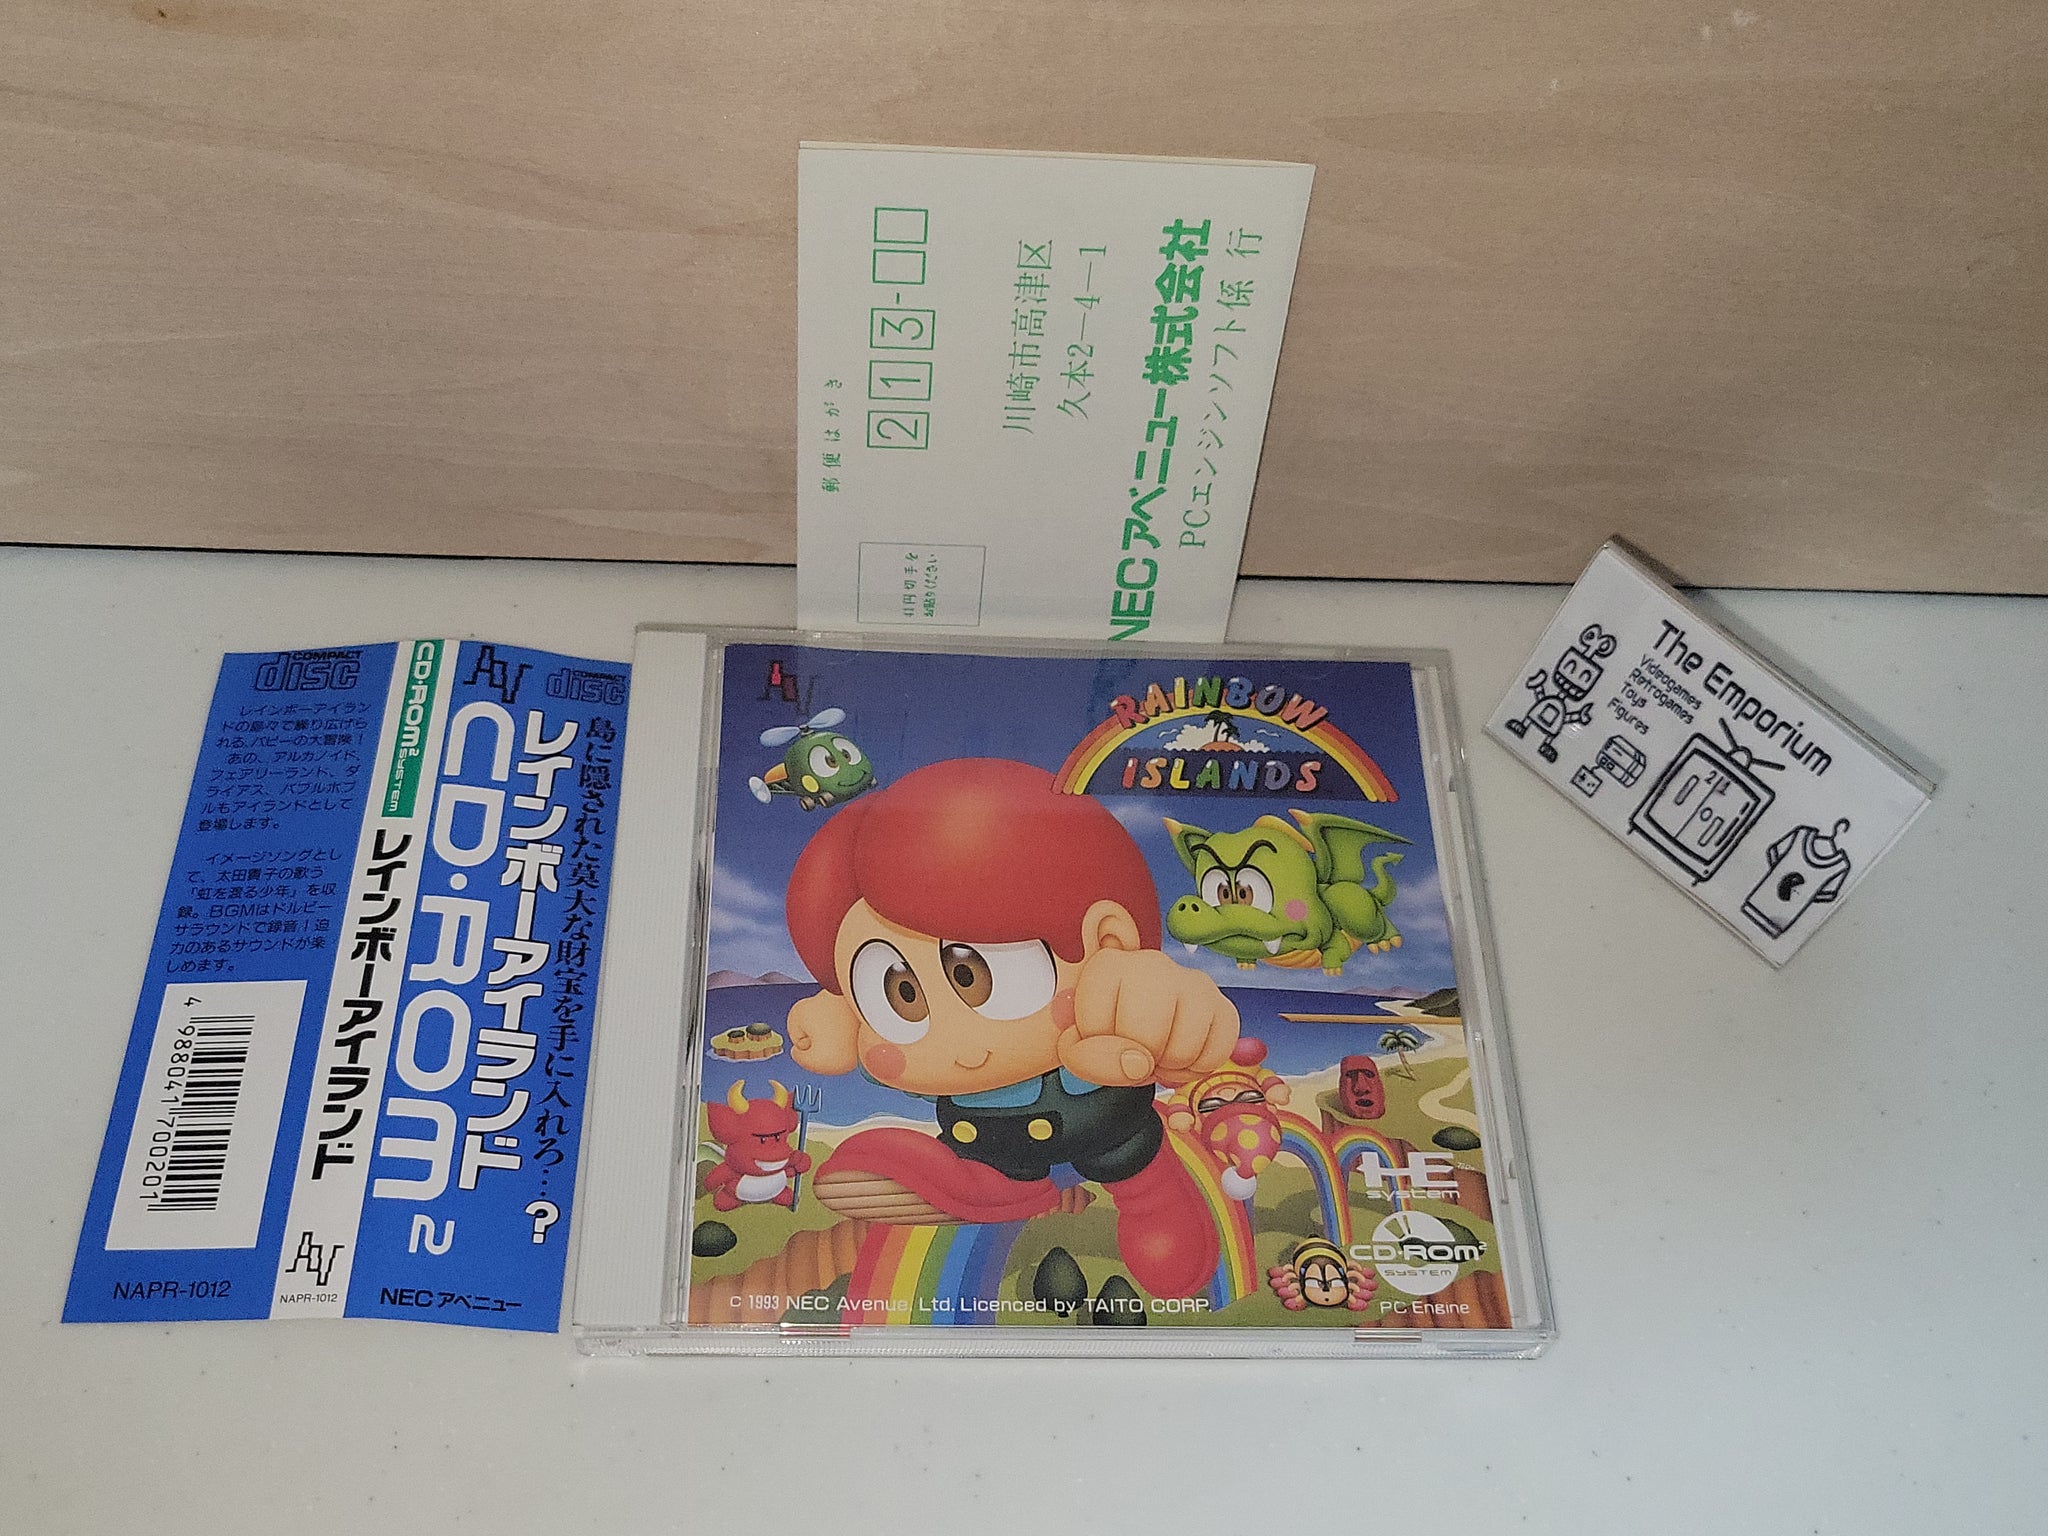 郵便はがき
213-
41円切手を
お貼りください
川崎市高津区
久本2-4-1
NECアベニュー株式会社
PCエンジンソフト係 行
COMPACT
disc
レインボーアイラン
ドの島々で繰り広げら
れる、バビーの大冒険！
あの、アルカノイド、
フェアリーランド、ダ
ライアス、バブルボブ
ルもアイランドとして
登場します。
イメージソングとし
て、太田貴子の歌う
「虹を渡る少年」を収
録。BGMはドルビー
サラウンドで録音！迫
力のあるサウンドが楽
しめます。
4 988041 700201
NAPR-1012
CD·ROM2 SYSTEM
レインボーアイランド
AV
NAPR-1012
AV
COMPACT
disc
CD·ROM2
レインボーアイランド
島に隠された莫大な財宝を手に入れろ…?
NEC アベニュー
AV
RAINBOW
ISLANDS
HE
system
CD·ROM2
SYSTEM
PC Engine
C 1993 NEC Avenue, Ltd. Licenced by TAITO CORP.
The Emporium
Videogames
Retrogames
Toys
Figures